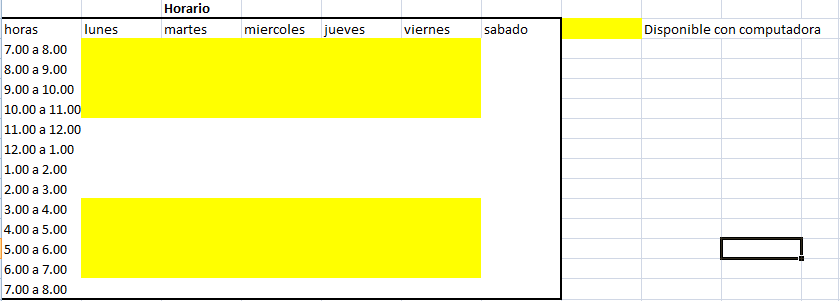 Horario
horas lunes martes miercoles jueves viernes sabado Disponible con computadora
7.00 a 8.00
8.00 a 9.00
9.00 a 10.00
10.00 a 11.00
11.00 a 12.00
12.00 a 1.00
1.00 a 2.00
2.00 a 3.00
3.00 a 4.00
4.00 a 5.00
5.00 a 6.00
6.00 a 7.00
7.00 a 8.00